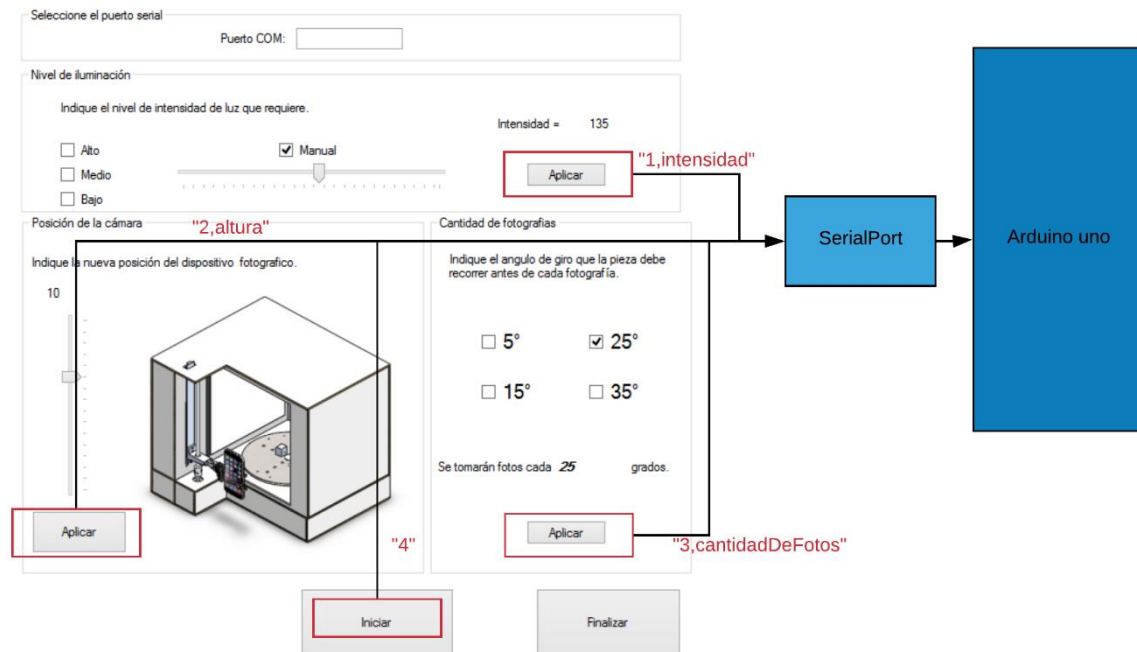 Seleccione el puerto serial
Puerto COM:
Nivel de iluminación
Indique el nivel de intensidad de luz que requiere.
Intensidad = 135
Alto
Manual
Medio
Bajo
Aplicar
"1,intensidad"
Posición de la cámara
"2,altura"
Cantidad de fotografias
SerialPort
Arduino uno
Indique la nueva posición del dispositivo fotografico.
10
Indique el angulo de giro que la pieza debe
recorrer antes de cada fotografía.
5°
25°
15°
35°
Se tomarán fotos cada 25 grados.
Aplicar
Aplicar
"4"
"3,cantidadDeFotos"
Iniciar
Finalizar